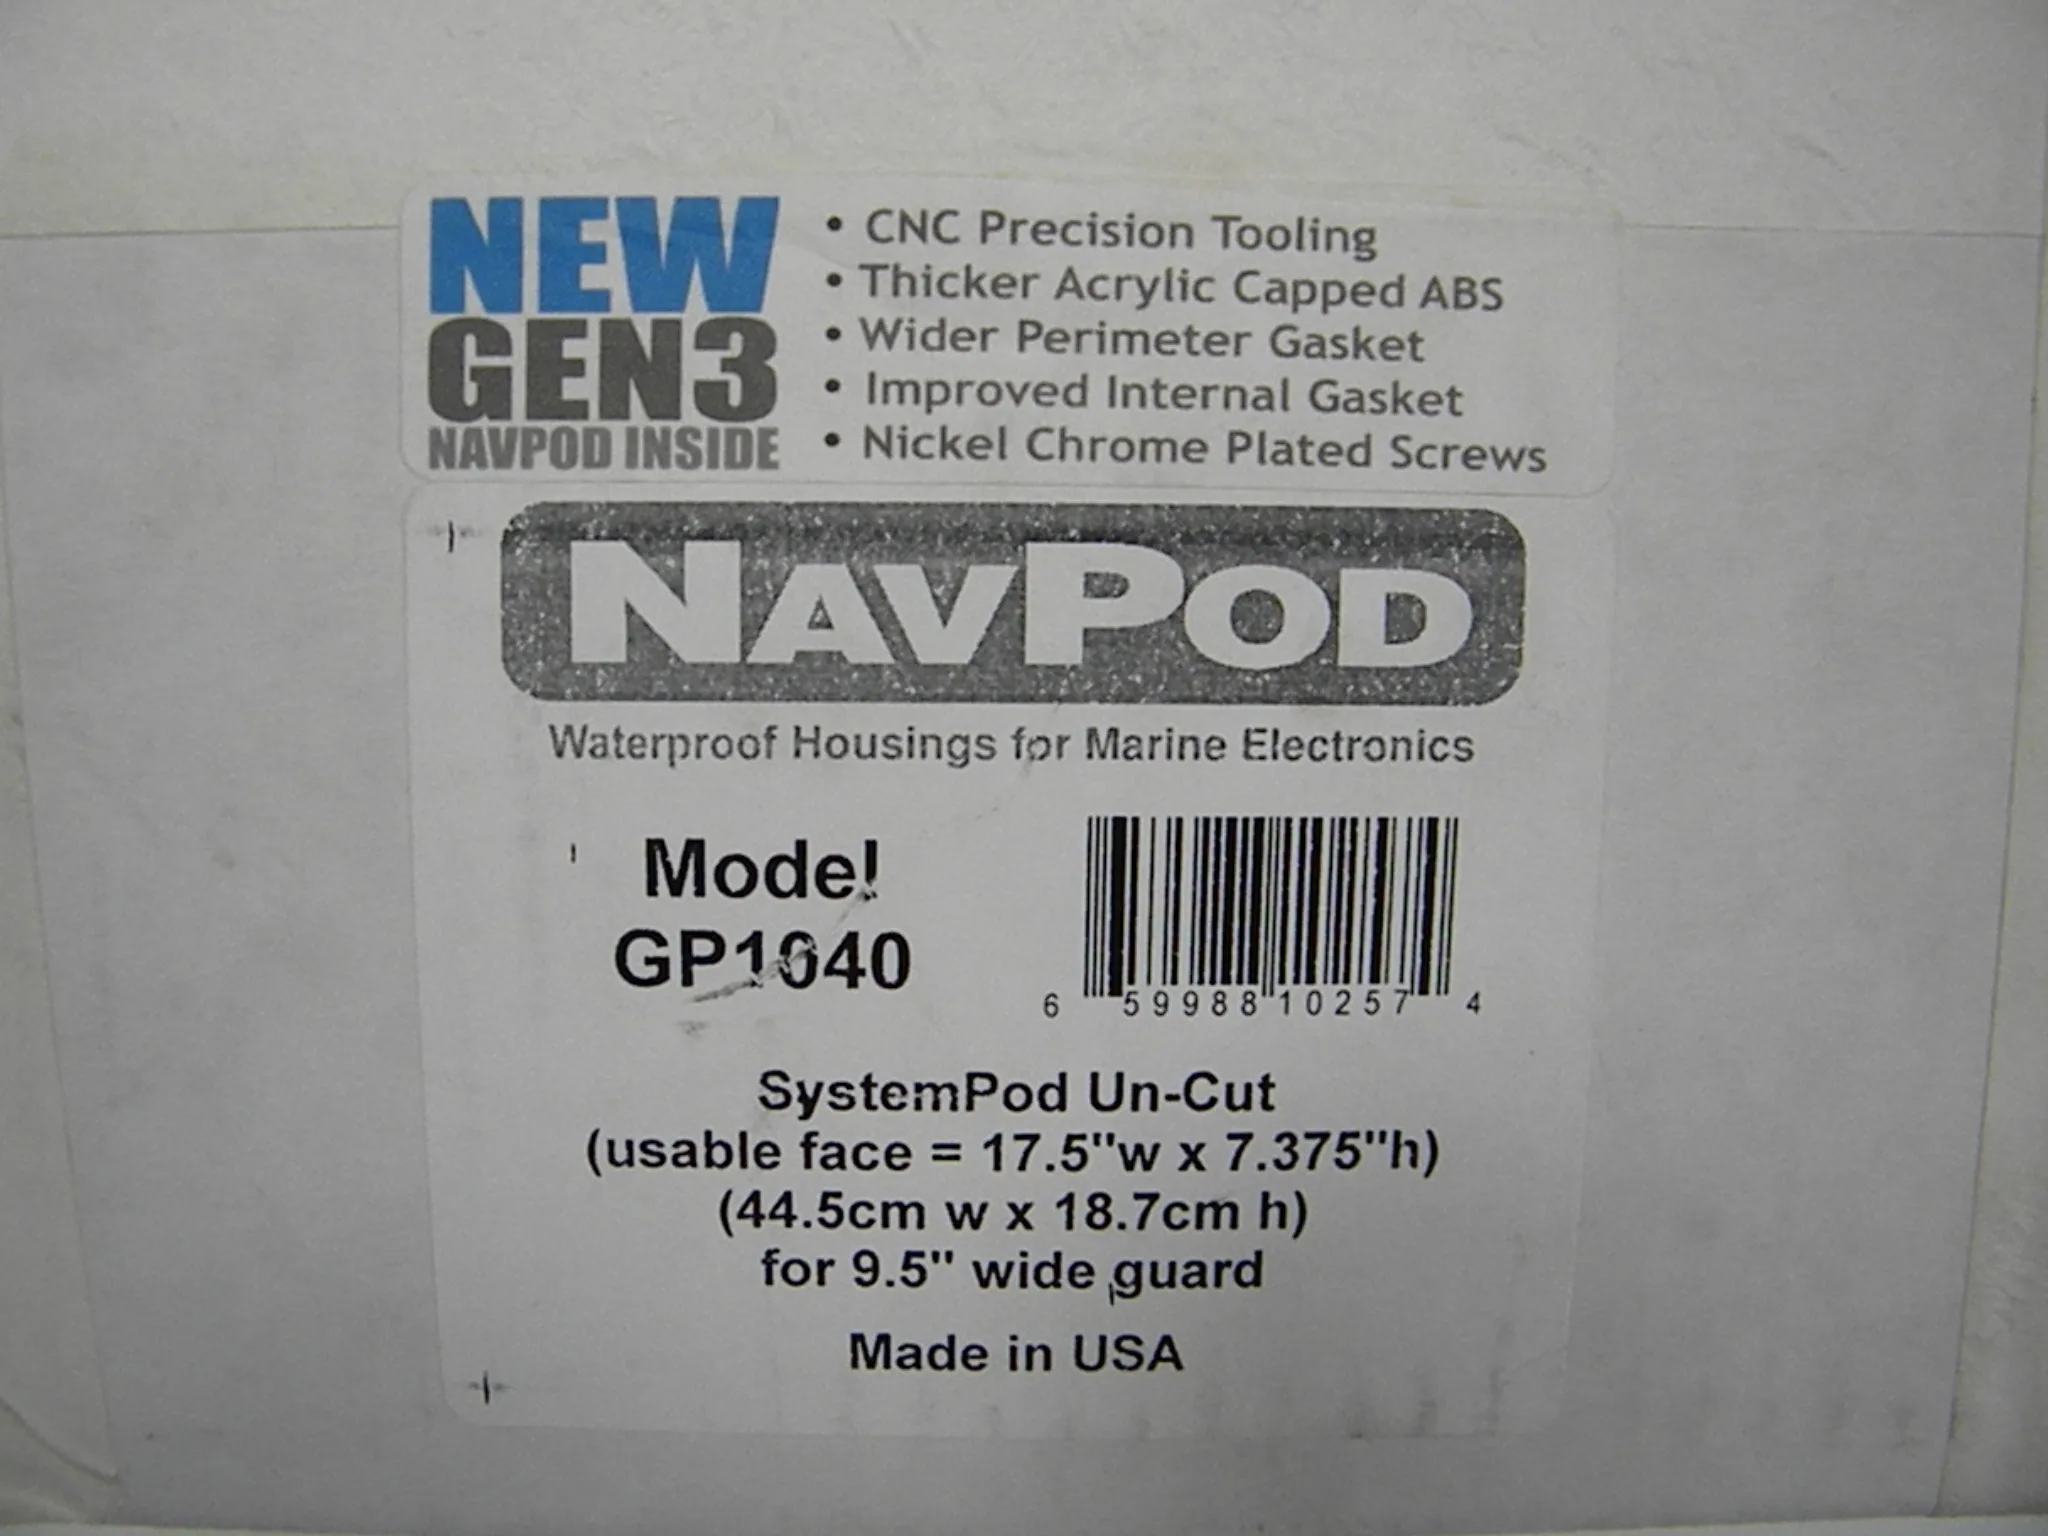 NEW
GEN3
NAVPOD INSIDE
• CNC Precision Tooling
• Thicker Acrylic Capped ABS
• Wider Perimeter Gasket
• Improved Internal Gasket
• Nickel Chrome Plated Screws
NAVPOD
Waterproof Housings for Marine Electronics
Model
GP1040
6 59988 10257 4
SystemPod Un-Cut
(usable face = 17.5"w x 7.375"h)
(44.5cm w x 18.7cm h)
for 9.5" wide guard
Made in USA